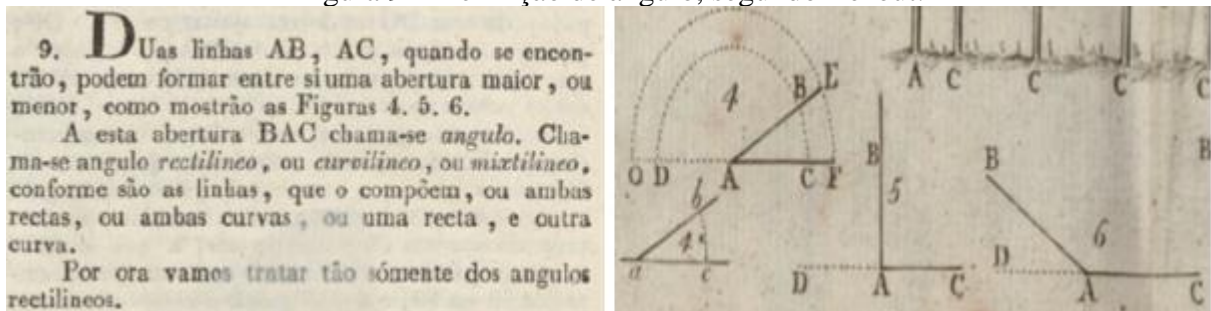 9. DUas linhas AB, AC, quando se encon-
trão, podem formar entre si uma abertura maior, ou
menor, como mostrão as Figuras 4. 5. 6.
A esta abertura BAC chama-se angulo. Cha-
ma-se angulo rectilineo, ou curvilineo, ou mixtilineo,
conforme são as linhas, que o compõem, ou ambas
rectas, ou ambas curvas, ou uma recta, e outra
curva.
Por ora vamos tratar tão sómente dos angulos
rectilineos.
A C C C C
4 B E
O D A C F
b
4
a c
B 5
D A C
B
B 6
D A C